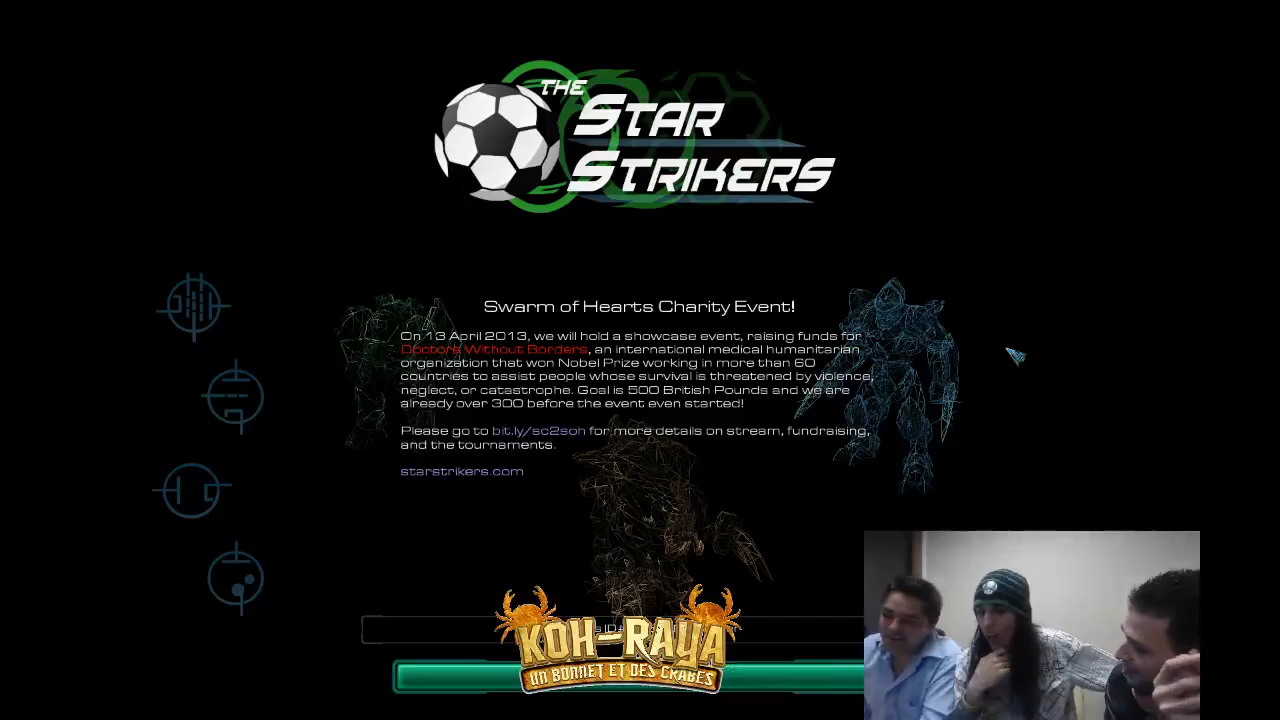 THE
STAR
STRIKERS
Swarm of Hearts Charity Event!
On 13 April 2013, we will hold a showcase event, raising funds for
Doctors Without Borders, an international medical humanitarian
organization that won Nobel Prize working in more than 60
countries to assist people whose survival is threatened by violence,
neglect, or catastrophe. Goal is 500 British Pounds and we are
already over 300 before the event even started!
Please go to bit.ly/sc2soh for more details on stream, fundraising,
and the tournaments.
starstrikers.com
KOH-RAYA
UN BONNET ET DES CRABES